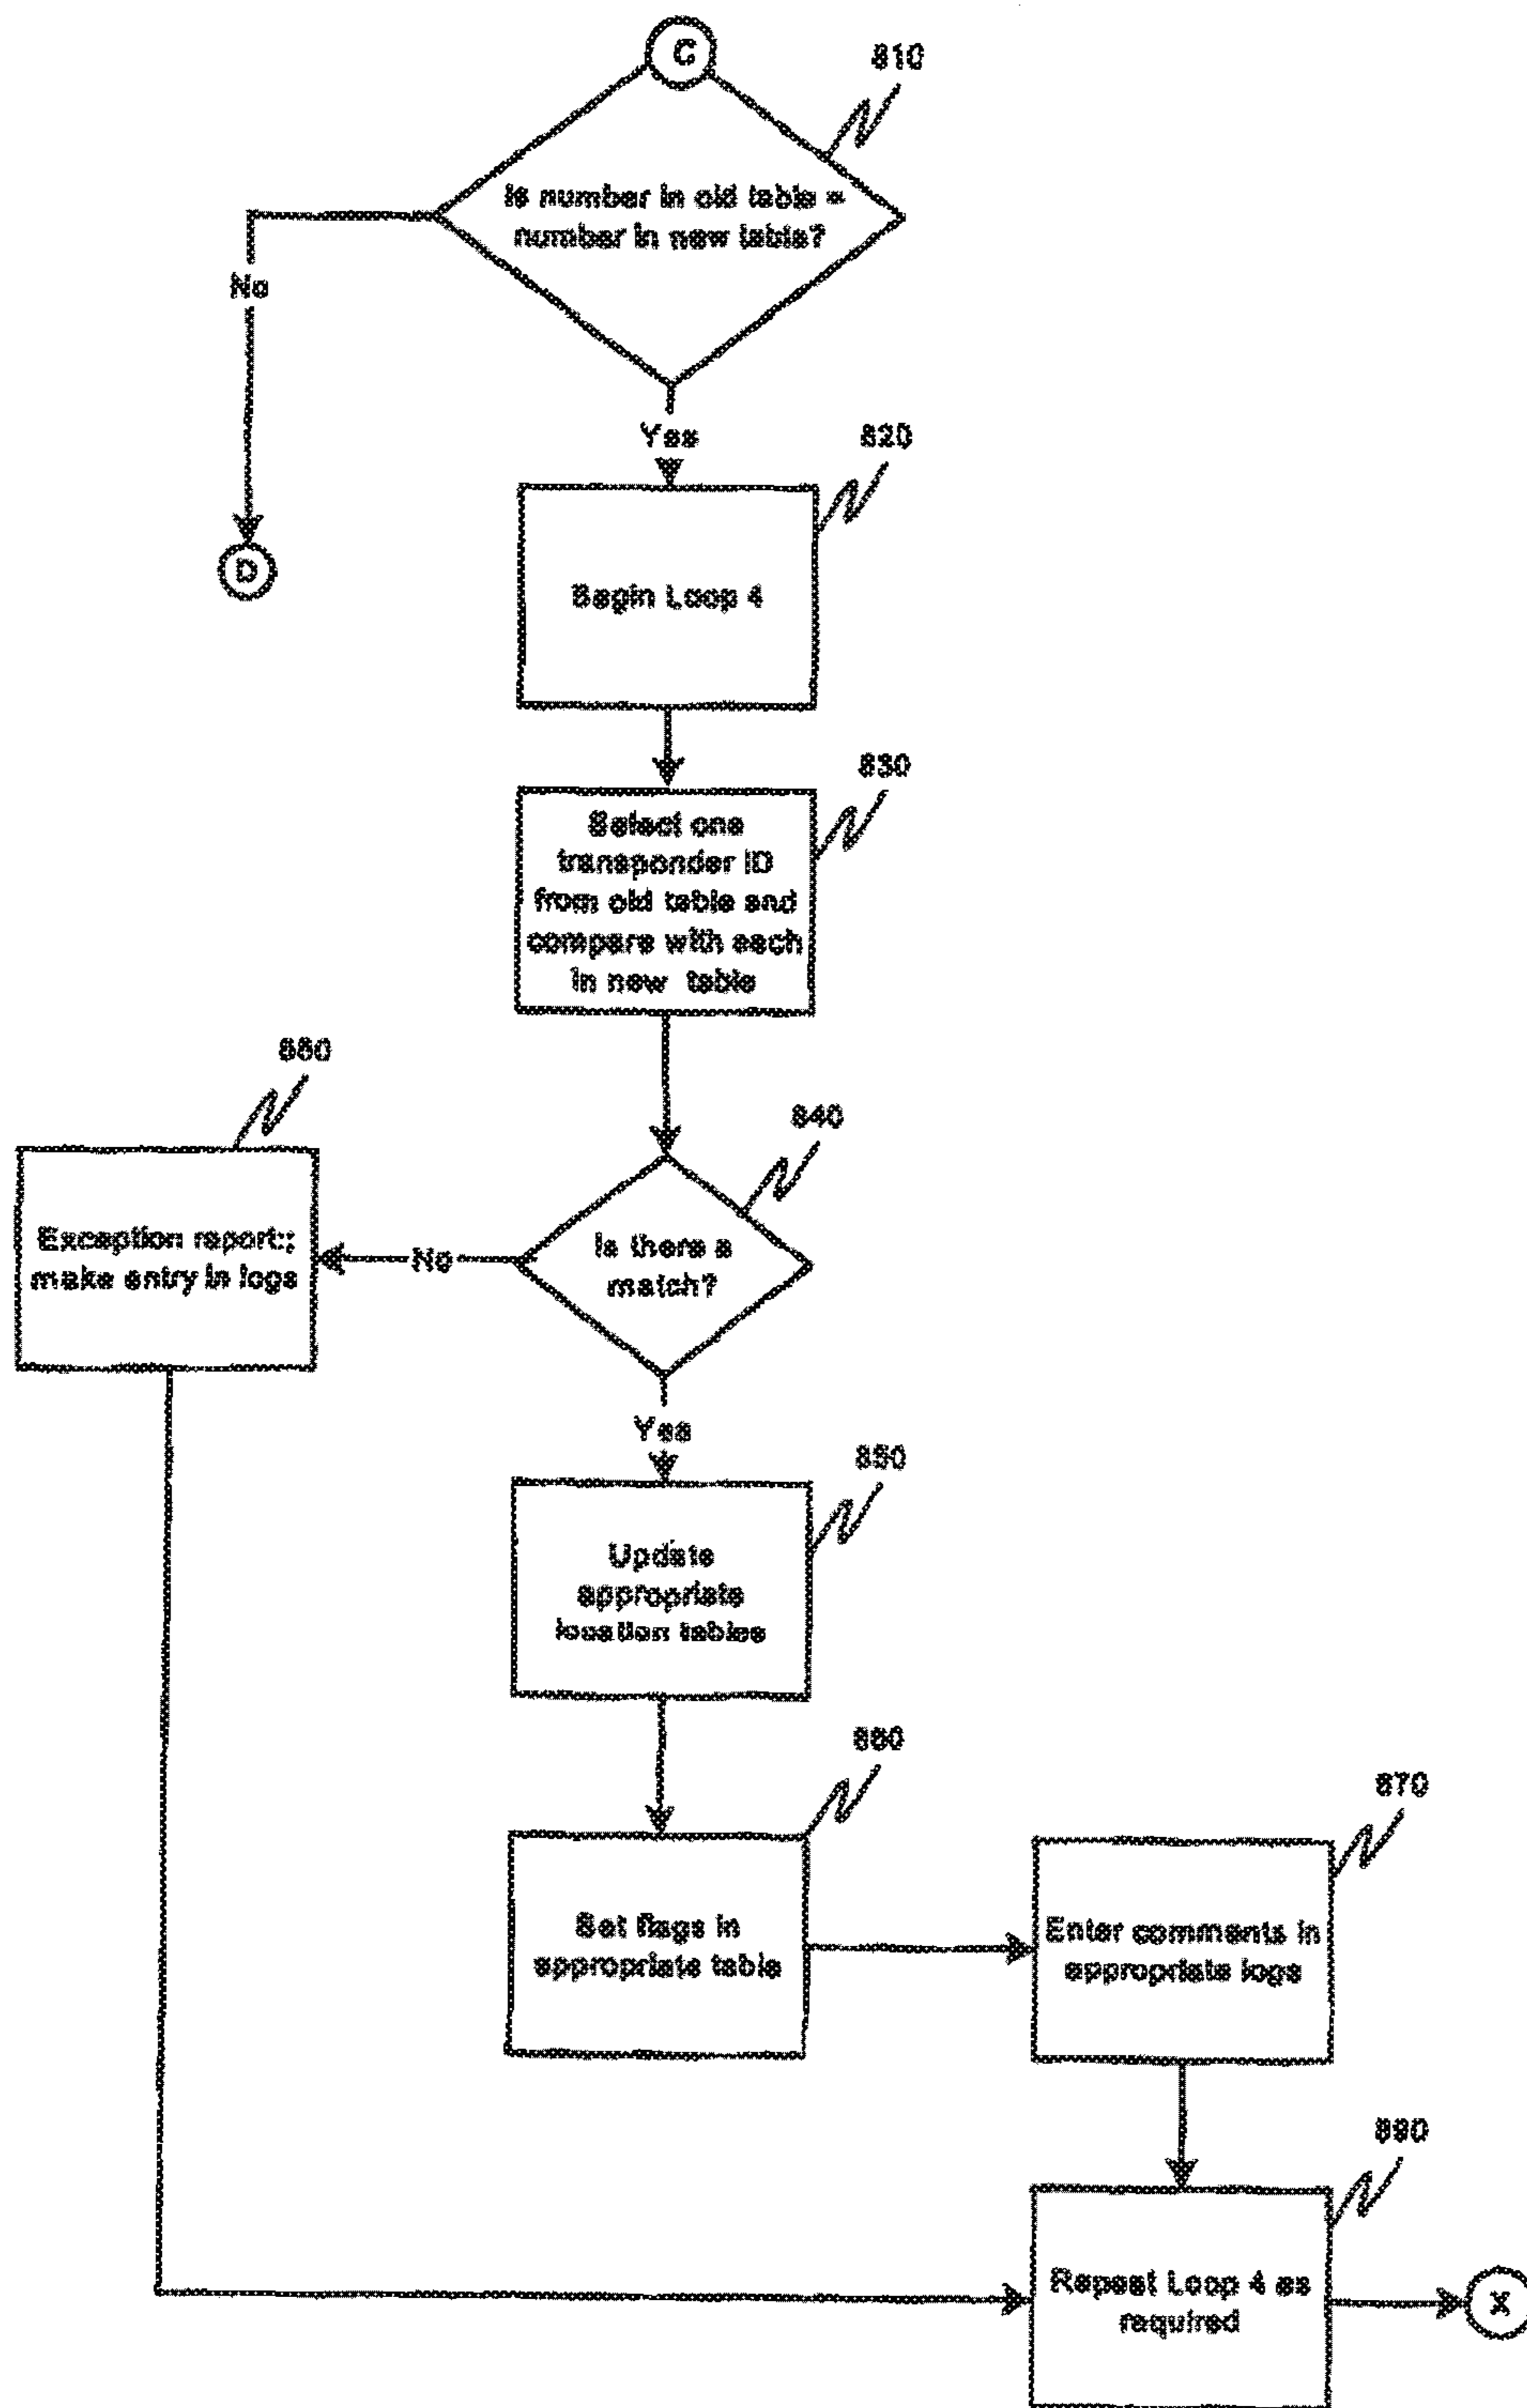 C
810
Is number in old table =
number in new table?
No
Yes
820
D
Begin Loop 4
830
Select one
transponder ID
from old table and
compare with each
in new table
880
840
Exception report:;
make entry in logs
No
Is there a
match?
Yes
850
Update
appropriate
location tables
860
870
Set flags in
appropriate table
Enter comments in
appropriate logs
890
Repeat Loop 4 as
required
X